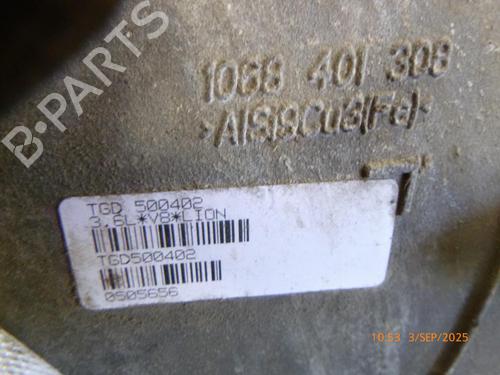 B-PARTS
1068 401 308
>AlSi9Cu3(Fe)<
TGD 500402
3.6L*V8*LION
TGD500402
0505656
10:53 3/SEP/2025